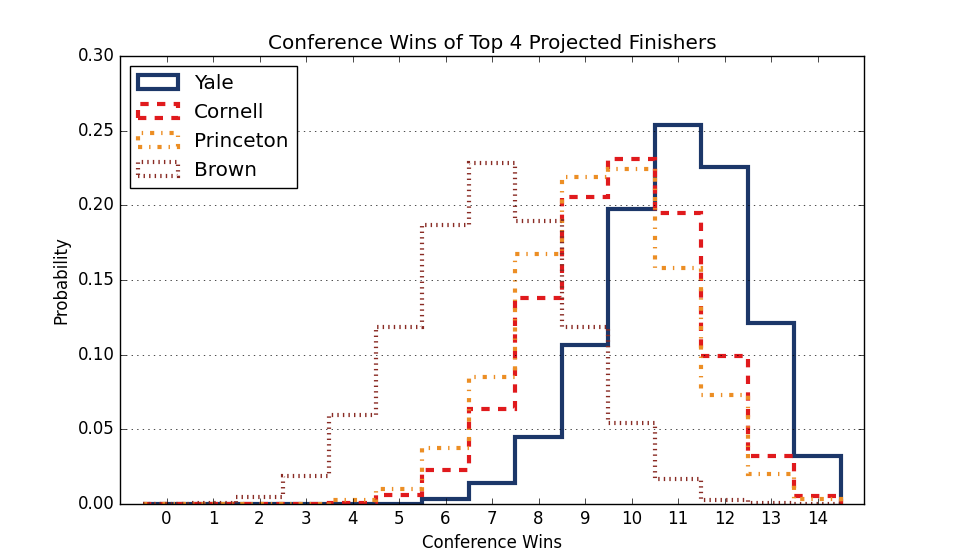 Conference Wins of Top 4 Projected Finishers
0.30
0.25
0.20
0.15
0.10
0.05
0.00
Probability
Yale
Cornell
Princeton
Brown
0 1 2 3 4 5 6 7 8 9 10 11 12 13 14
Conference Wins